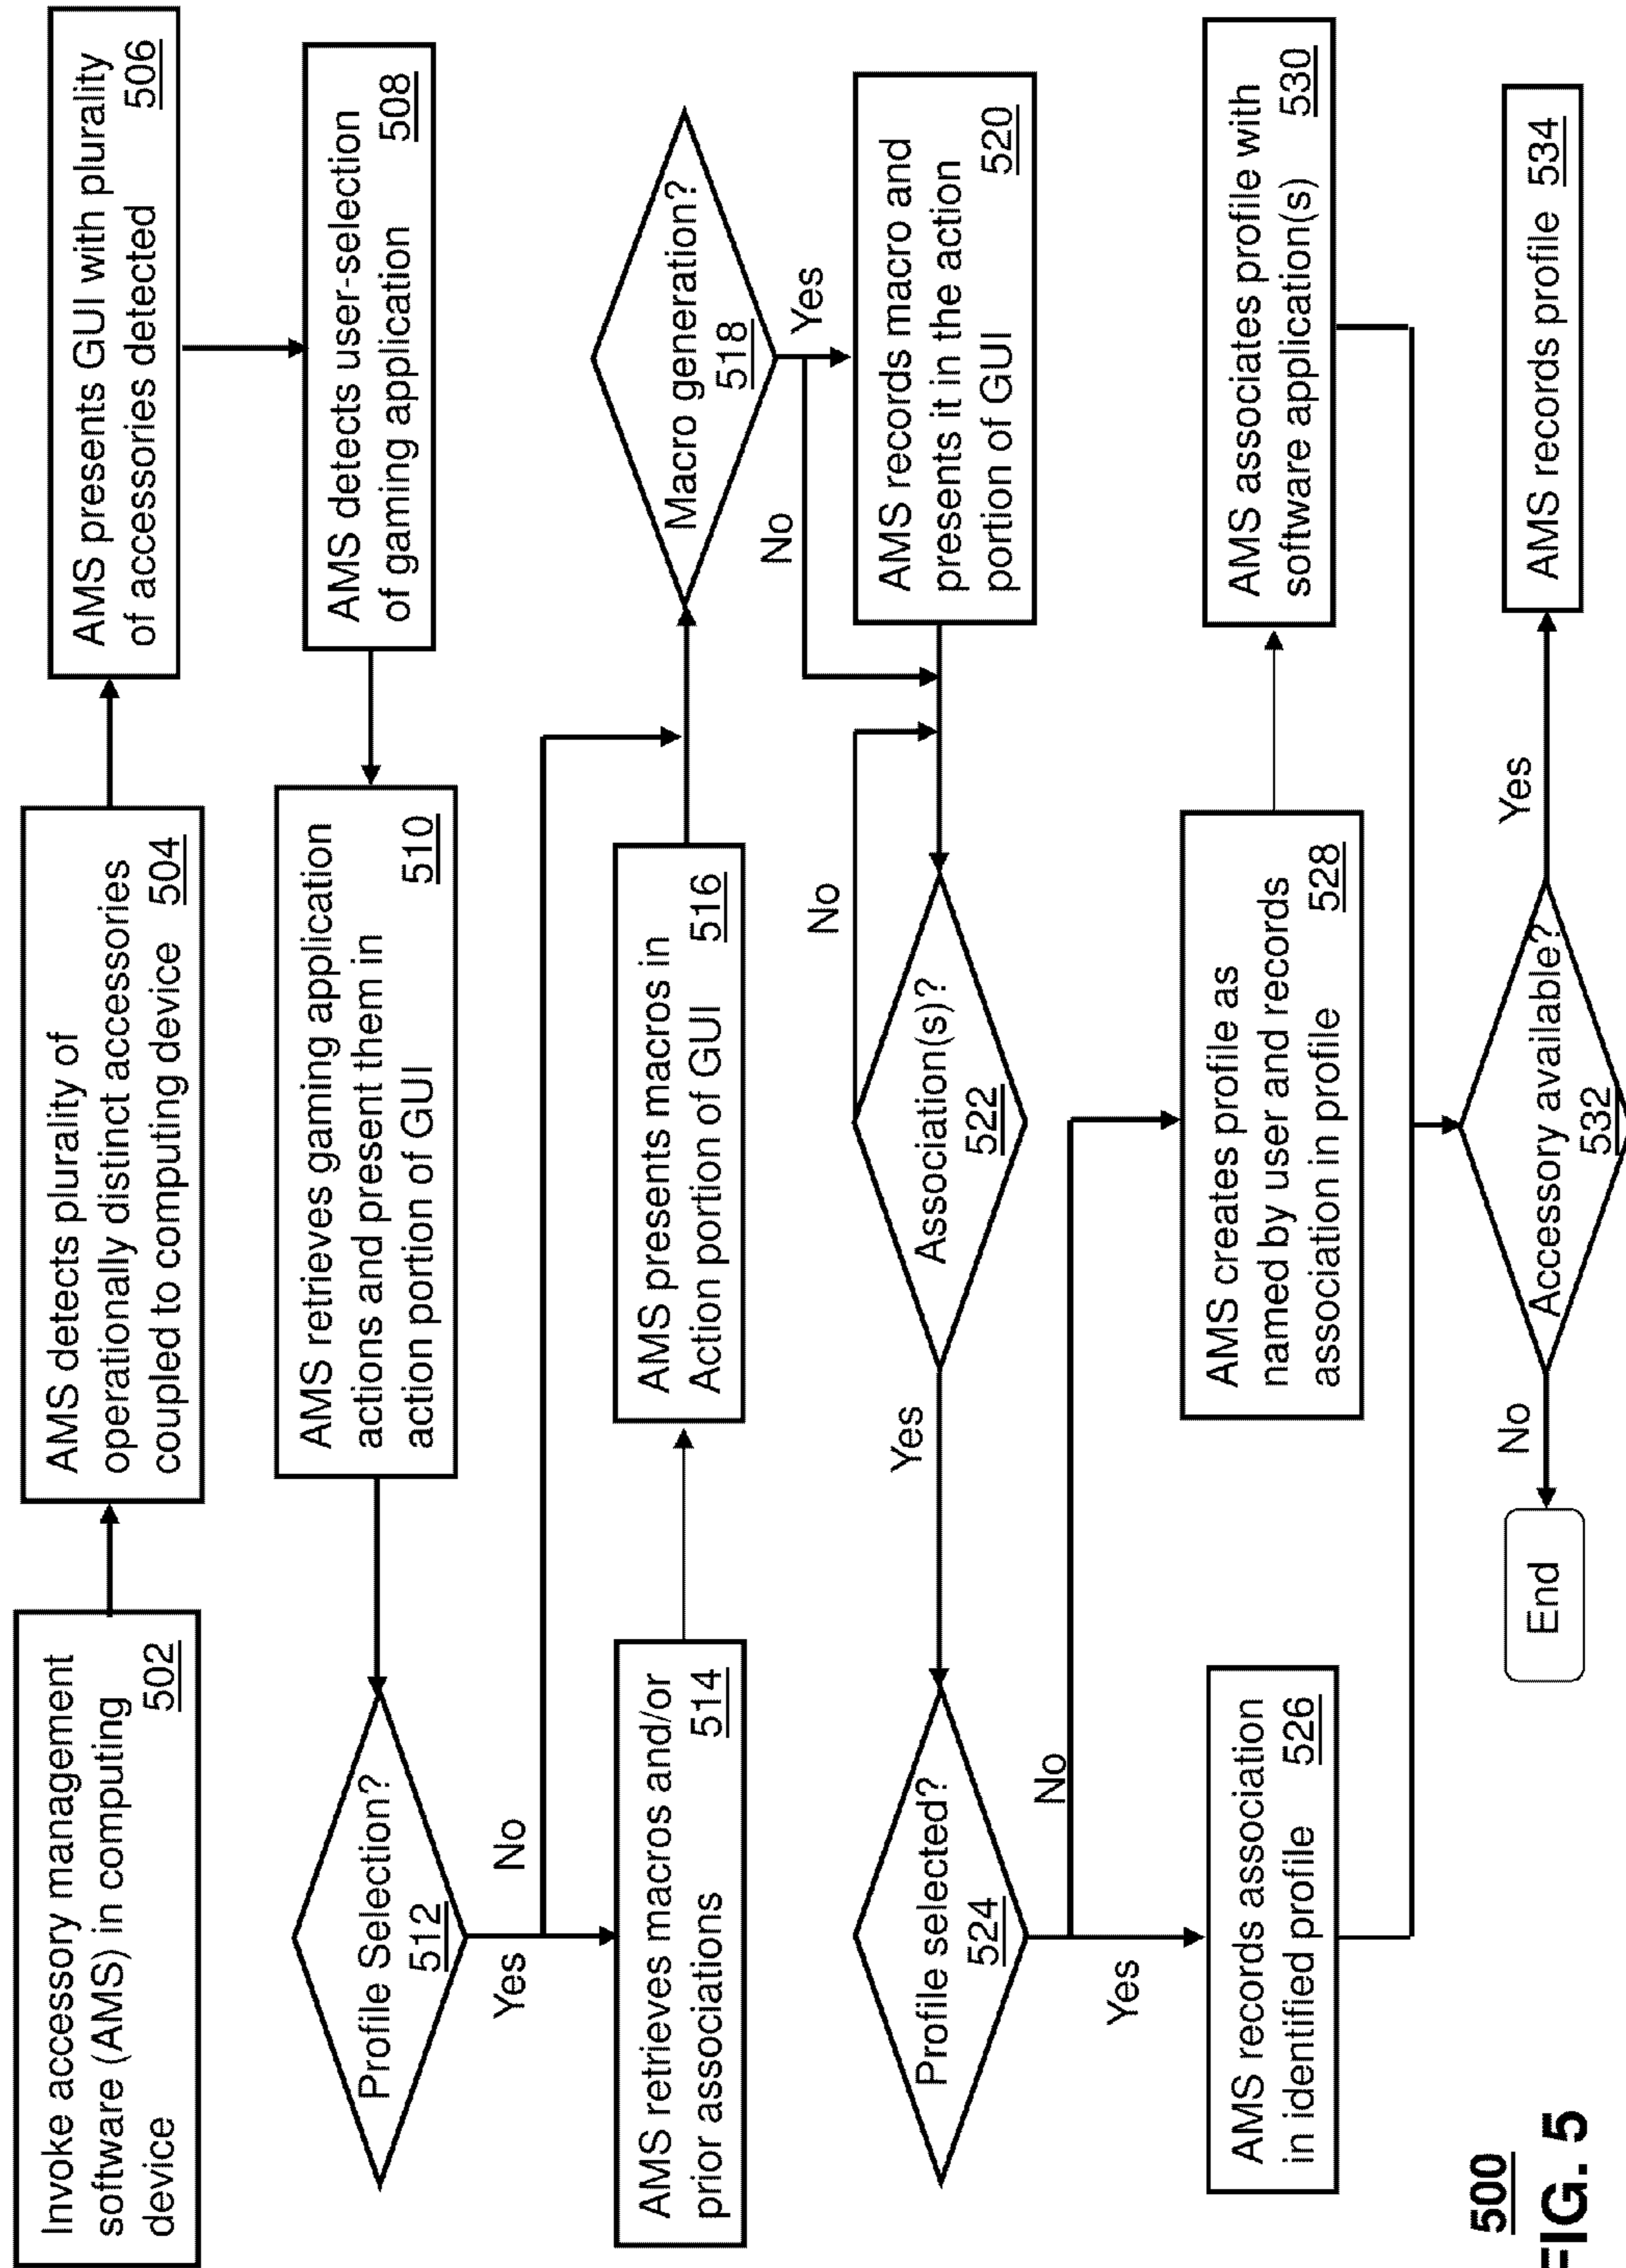 Invoke accessory management
software (AMS) in computing
device 502
AMS detects plurality of
operationally distinct accessories
coupled to computing device 504
AMS presents GUI with plurality
of accessories detected 506
AMS detects user-selection
of gaming application 508
AMS retrieves gaming application
actions and present them in
action portion of GUI 510
Profile Selection?
512
Yes
No
AMS retrieves macros and/or
prior associations 514
AMS presents macros in
Action portion of GUI 516
Macro generation?
518
Yes
No
AMS records macro and
presents it in the action
portion of GUI 520
Association(s)?
522
No
Yes
Profile selected?
524
Yes
No
AMS records association
in identified profile 526
AMS creates profile as
named by user and records
association in profile 528
AMS associates profile with
software application(s) 530
Accessory available?
532
No
Yes
End
AMS records profile 534
500
FIG. 5